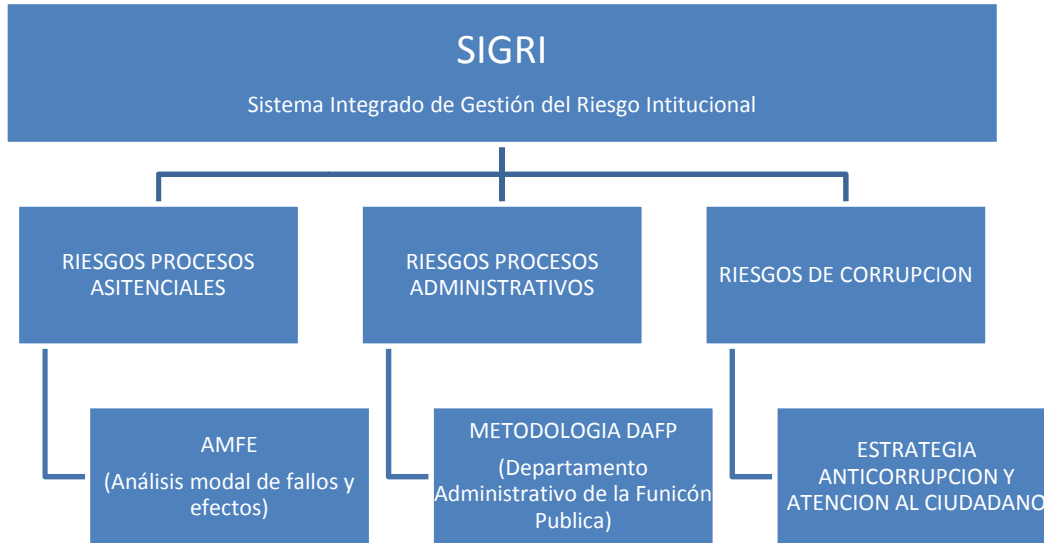 SIGRI
Sistema Integrado de Gestión del Riesgo Intitucional
RIESGOS PROCESOS
ASITENCIALES
RIESGOS PROCESOS
ADMINISTRATIVOS
RIESGOS DE CORRUPCION
AMFE
(Análisis modal de fallos y
efectos)
METODOLOGIA DAFP
(Departamento
Administrativo de la Funicón
Publica)
ESTRATEGIA
ANTICORRUPCION Y
ATENCION AL CIUDADANO